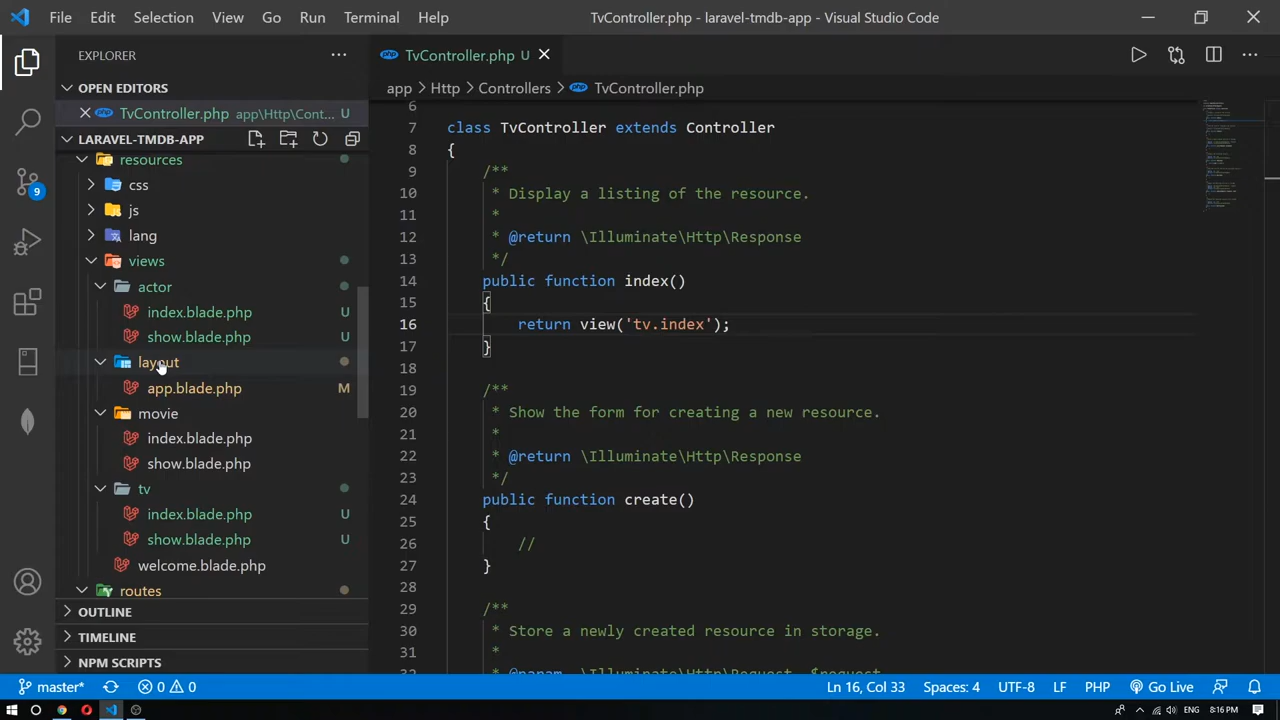 File Edit Selection View Go Run Terminal Help
TvController.php - laravel-tmdb-app - Visual Studio Code
EXPLORER
OPEN EDITORS
TvController.php app\Http\Cont... U
LARAVEL-TMDB-APP
resources
css
js
lang
views
actor
index.blade.php U
show.blade.php U
layout
app.blade.php M
movie
index.blade.php
show.blade.php
tv
index.blade.php U
show.blade.php U
welcome.blade.php
routes
OUTLINE
TIMELINE
NPM SCRIPTS
9
TvController.php U
app > Http > Controllers > TvController.php
6
7 class TvController extends Controller
8 {
9 /**
10 * Display a listing of the resource.
11 *
12 * @return \Illuminate\Http\Response
13 */
14 public function index()
15 {
16 return view('tv.index');
17 }
18
19 /**
20 * Show the form for creating a new resource.
21 *
22 * @return \Illuminate\Http\Response
23 */
24 public function create()
25 {
26 //
27 }
28
29 /**
30 * Store a newly created resource in storage.
31 *
32 * @param \Illuminate\Http\Request $request
master* 0 0
Ln 16, Col 33 Spaces: 4 UTF-8 LF PHP Go Live
ENG 8:16 PM